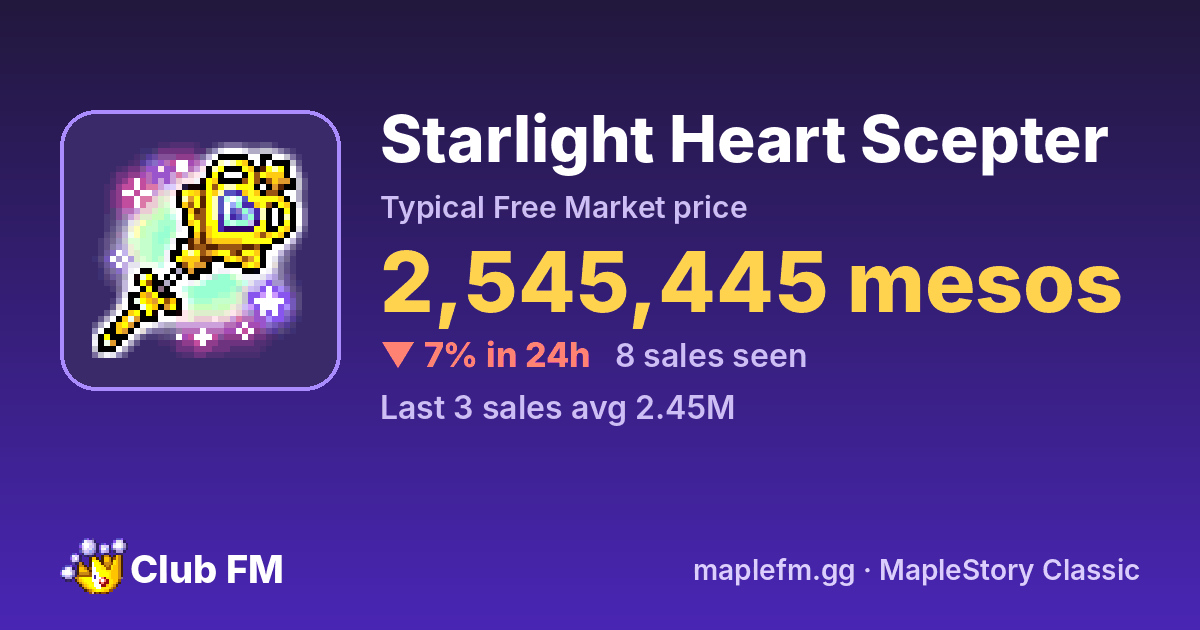 Starlight Heart Scepter
Typical Free Market price
2,545,445 mesos
▼ 7% in 24h 8 sales seen
Last 3 sales avg 2.45M
Club FM
maplefm.gg · MapleStory Classic